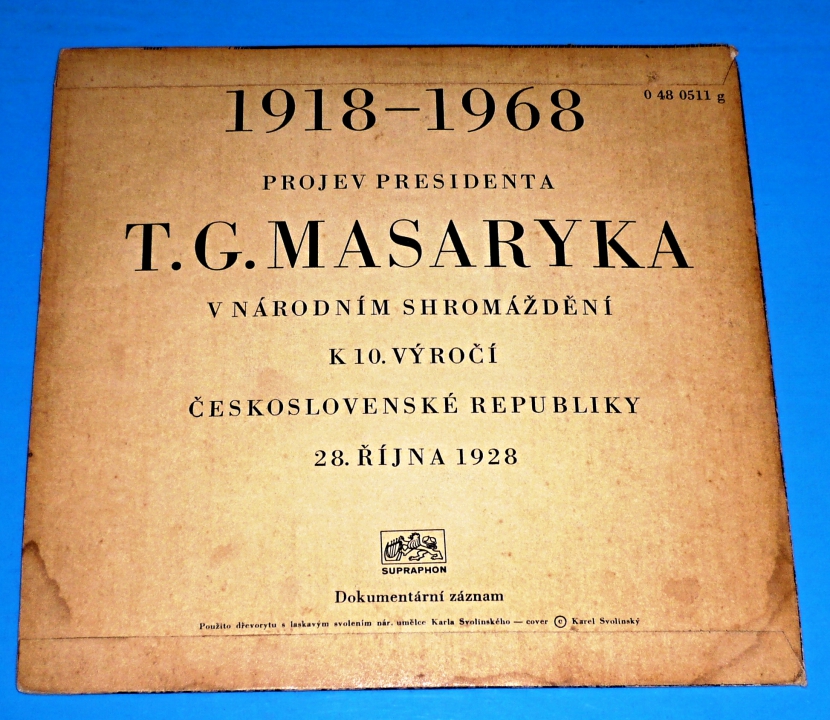 0 48 0511 g
1918–1968
PROJEV PRESIDENTA
T.G.MASARYKA
V NÁRODNÍM SHROMÁŽDĚNÍ
K 10. VÝROČÍ
ČESKOSLOVENSKÉ REPUBLIKY
28. ŘÍJNA 1928
SUPRAPHON
Dokumentární záznam
Použito dřevorytu s laskavým svolením nár. umělce Karla Svolinského — cover © Karel Svolinský